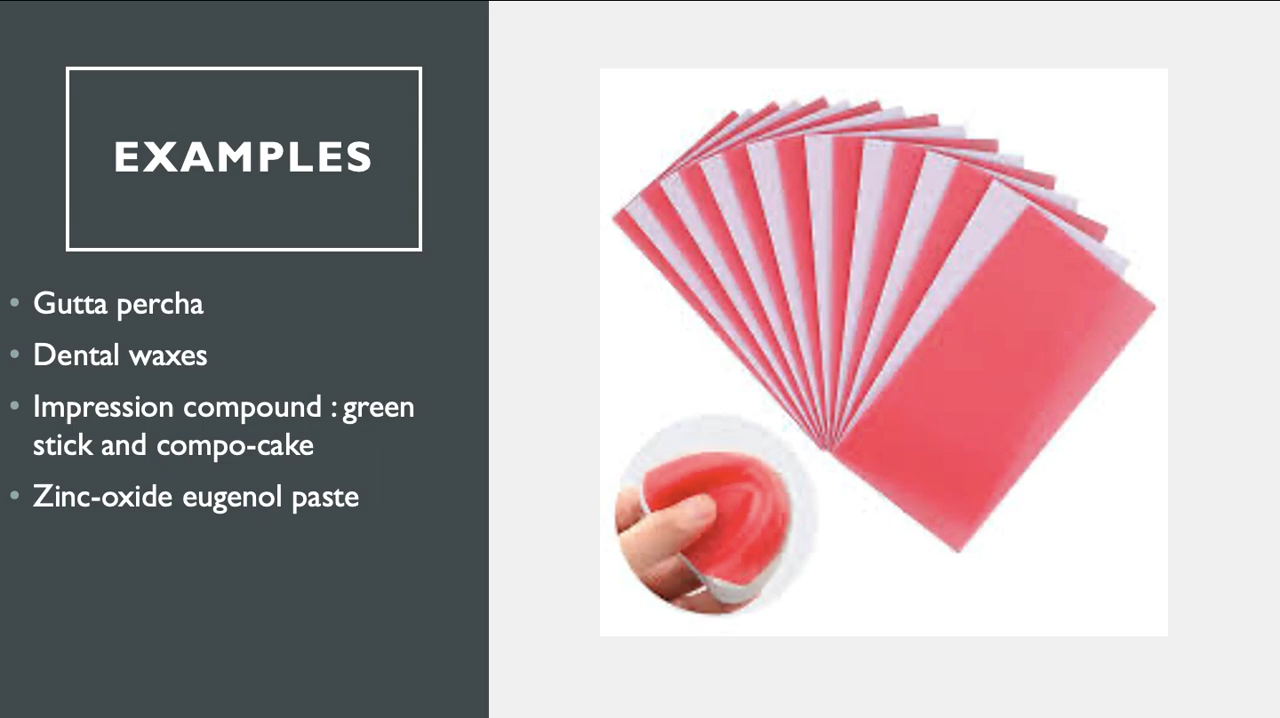 EXAMPLES
• Gutta percha
• Dental waxes
• Impression compound : green
stick and compo-cake
• Zinc-oxide eugenol paste